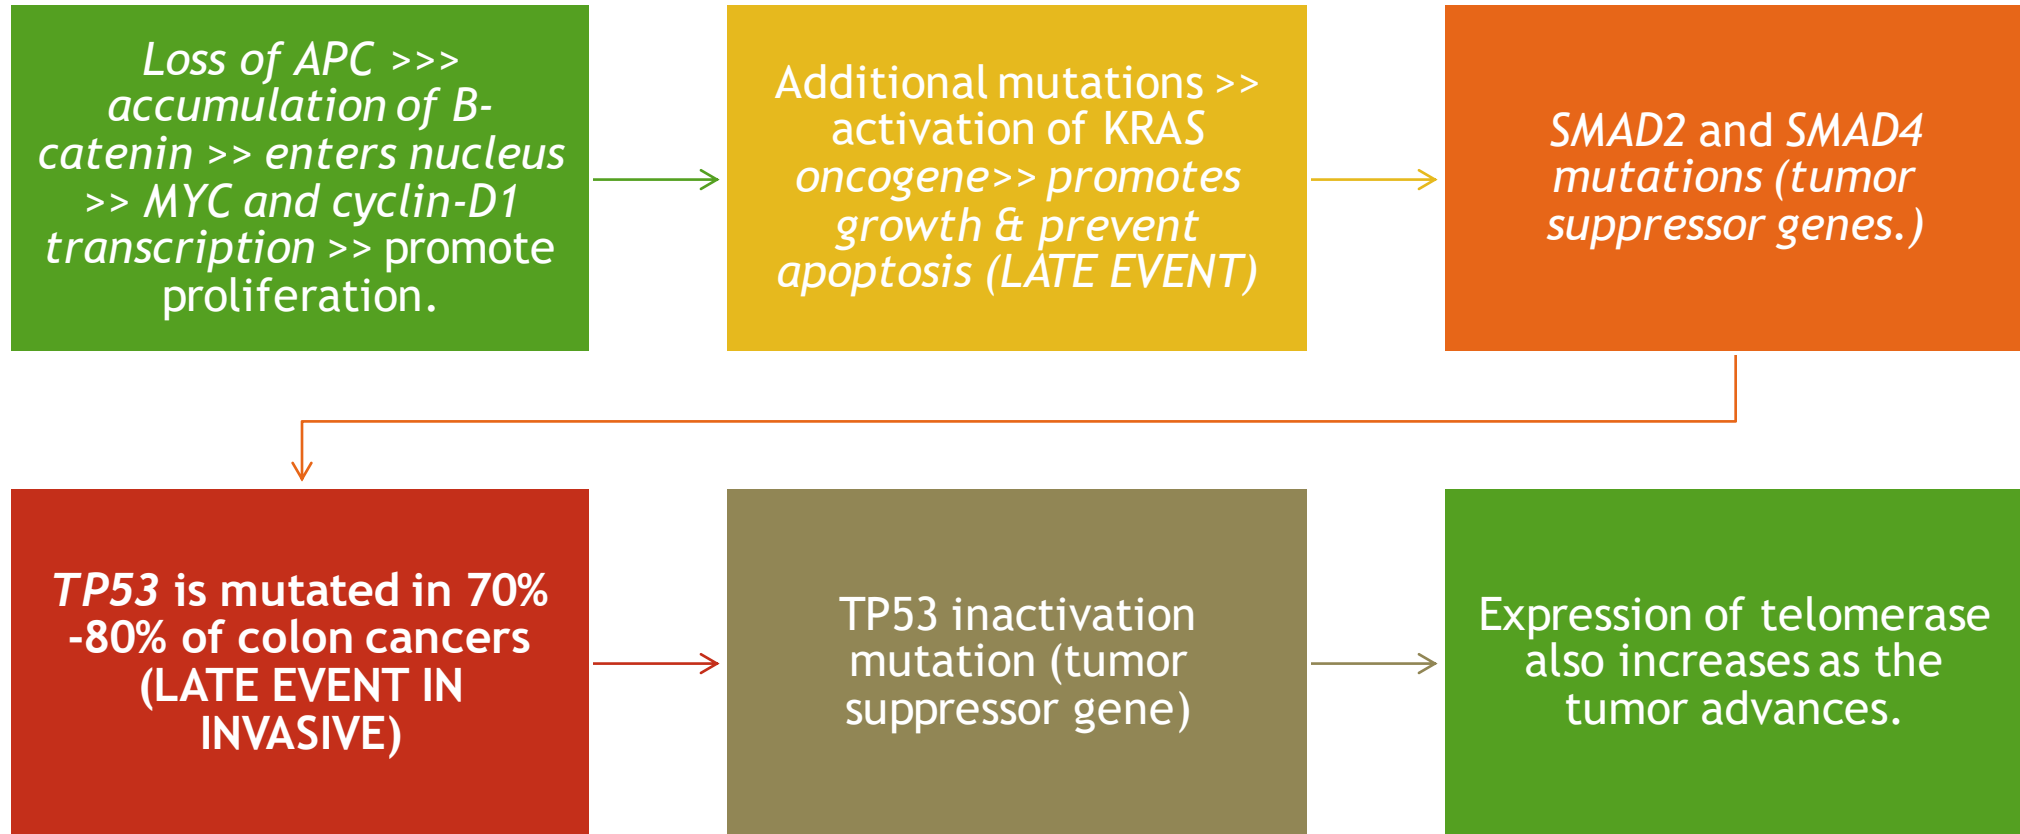 Loss of APC >>>
accumulation of B-
catenin >> enters nucleus
>> MYC and cyclin-D1
transcription >> promote
proliferation.
Additional mutations >>
activation of KRAS
oncogene>> promotes
growth & prevent
apoptosis (LATE EVENT)
SMAD2 and SMAD4
mutations (tumor
suppressor genes.)
TP53 is mutated in 70%
-80% of colon cancers
(LATE EVENT IN
INVASIVE)
TP53 inactivation
mutation (tumor
suppressor gene)
Expression of telomerase
also increases as the
tumor advances.